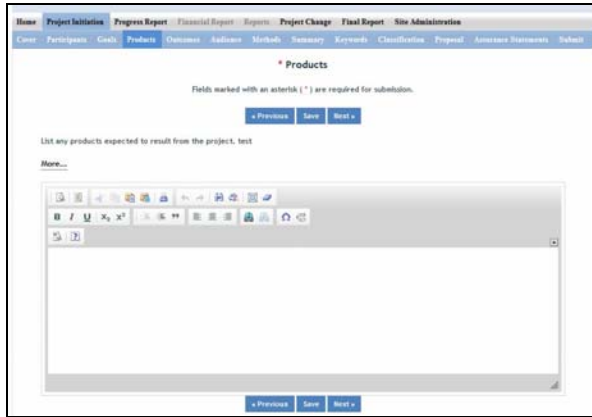 Home Project Initiation Progress Report Financial Report Reports Project Change Final Report Site Administration
Cover Participants Goals Products Outcomes Audience Methods Summary Keywords Classification Proposal Assurance Statements Submit
* Products
Fields marked with an asterisk ( * ) are required for submission.
« Previous Save Next »
List any products expected to result from the project. test
More...
B I U X₂ X²
Ω
?
« Previous Save Next »